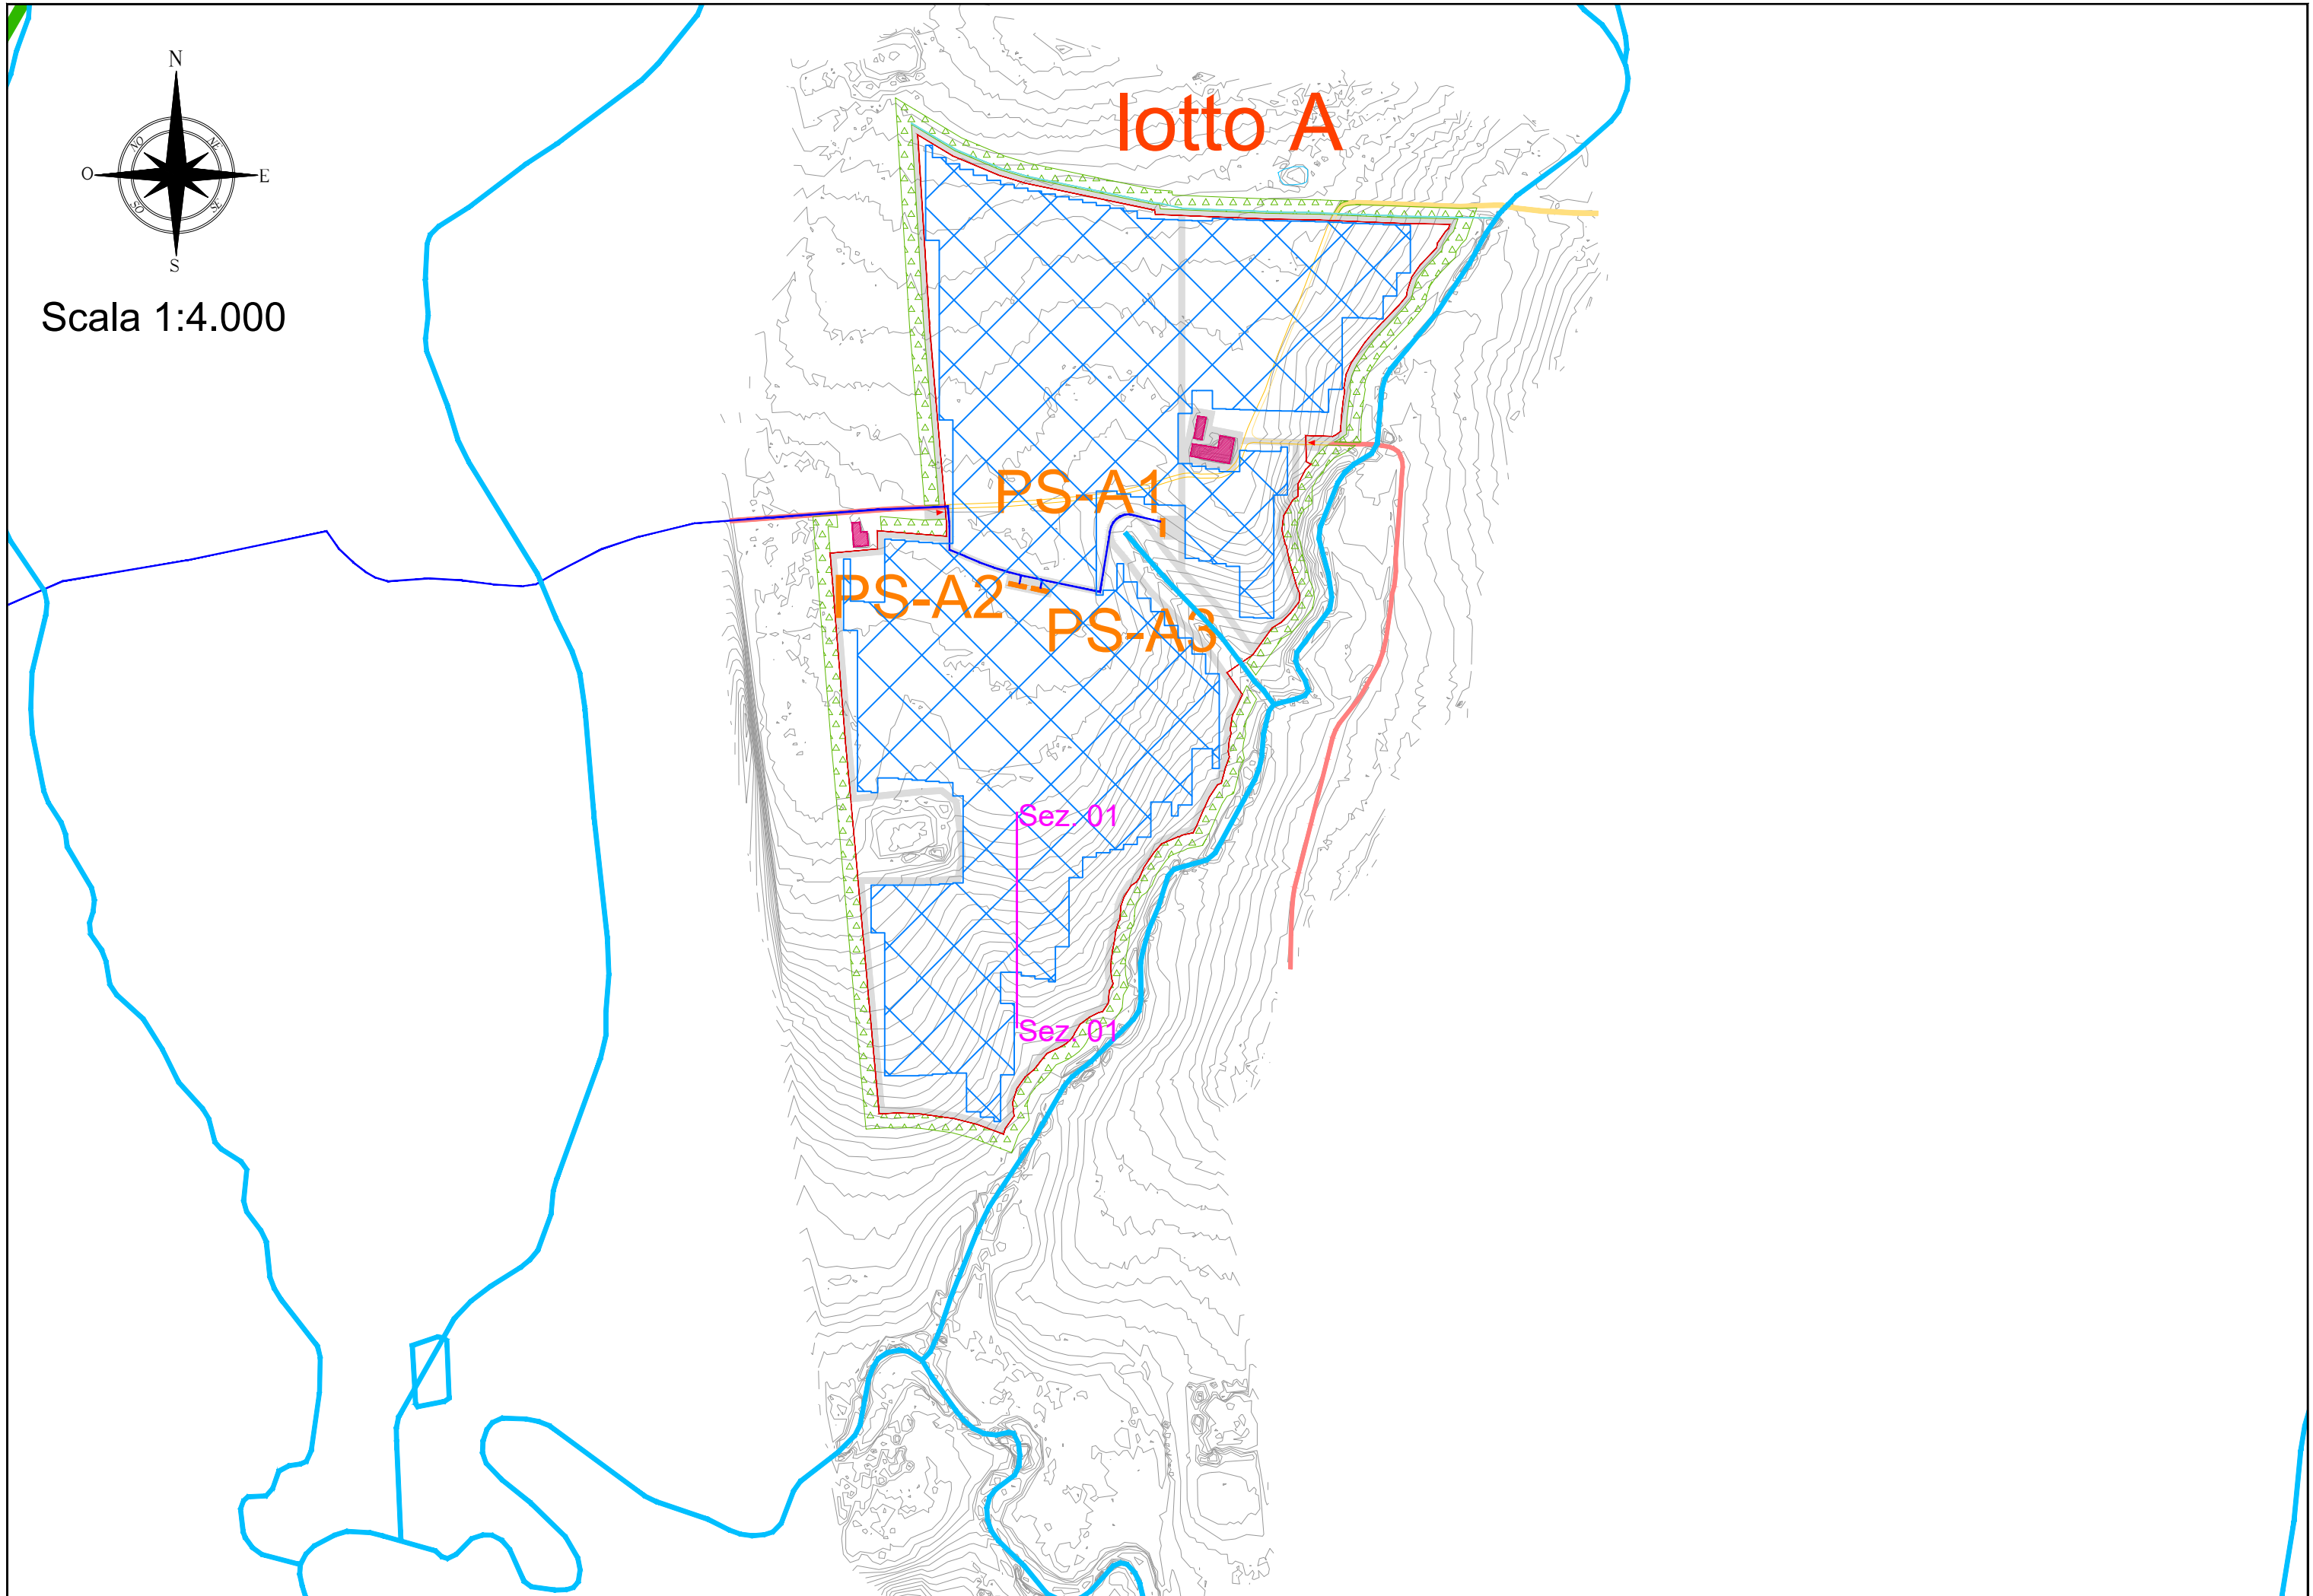 N
NO
NE
O
E
SO
SE
S
Scala 1:4.000
lotto A
PS-A1
PS-A2
PS-A3
Sez. 01
Sez. 01